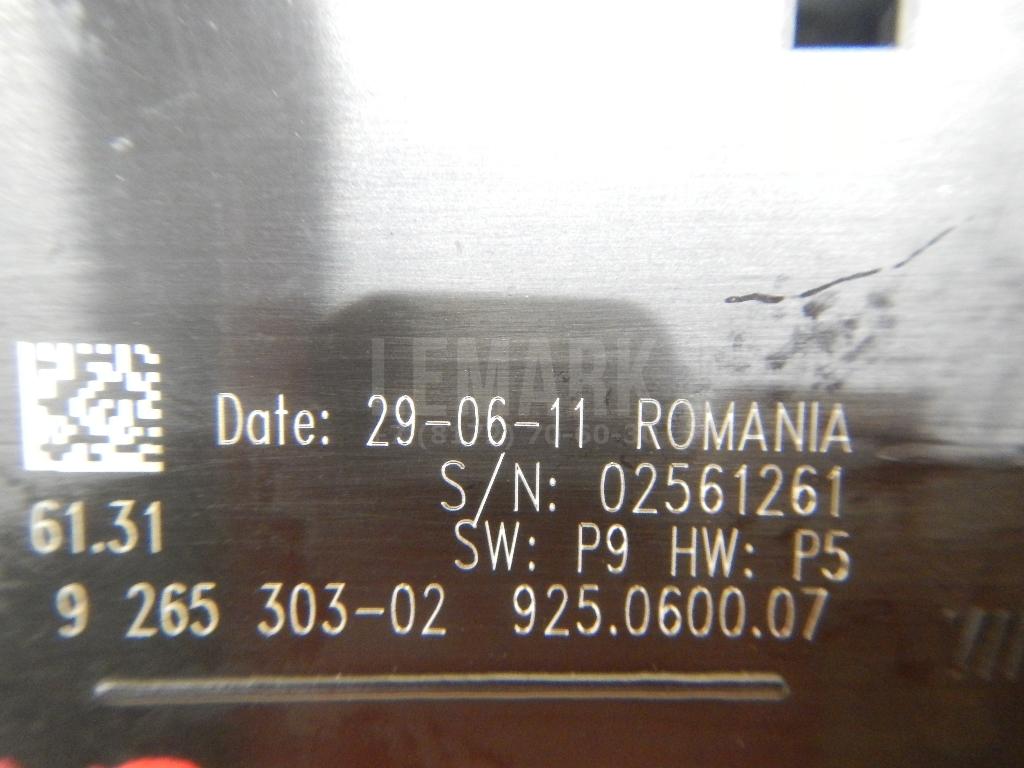 LEMARK
Date: 29-06-11 ROMANIA
S/N: 02561261
61.31
SW: P9 HW: P5
9 265 303-02 925.0600.07